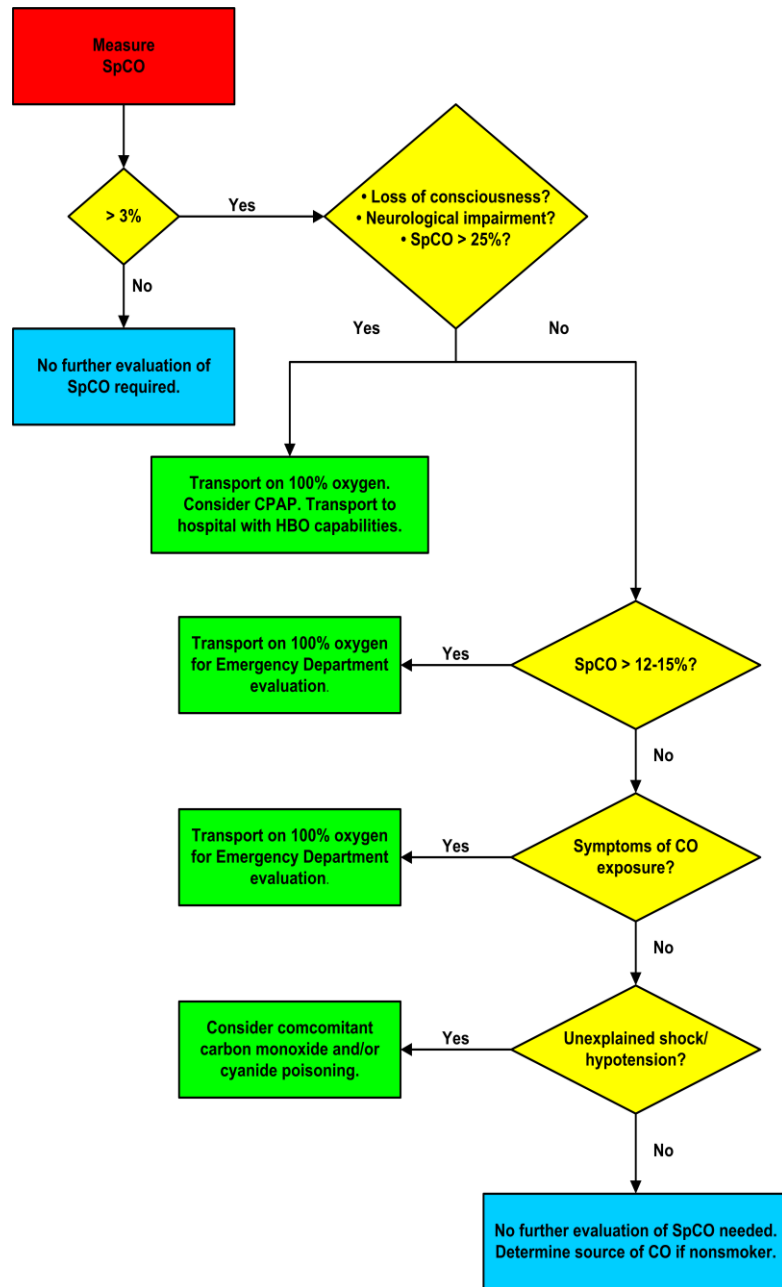 Measure
SpCO
> 3%
Yes
• Loss of consciousness?
• Neurological impairment?
• SpCO > 25%?
No
No further evaluation of
SpCO required.
Yes
No
Transport on 100% oxygen.
Consider CPAP. Transport to
hospital with HBO capabilities.
SpCO > 12-15%?
Yes
Transport on 100% oxygen
for Emergency Department
evaluation.
No
Symptoms of CO
exposure?
Yes
Transport on 100% oxygen
for Emergency Department
evaluation.
No
Unexplained shock/
hypotension?
Yes
Consider comcomitant
carbon monoxide and/or
cyanide poisoning.
No
No further evaluation of SpCO needed.
Determine source of CO if nonsmoker.